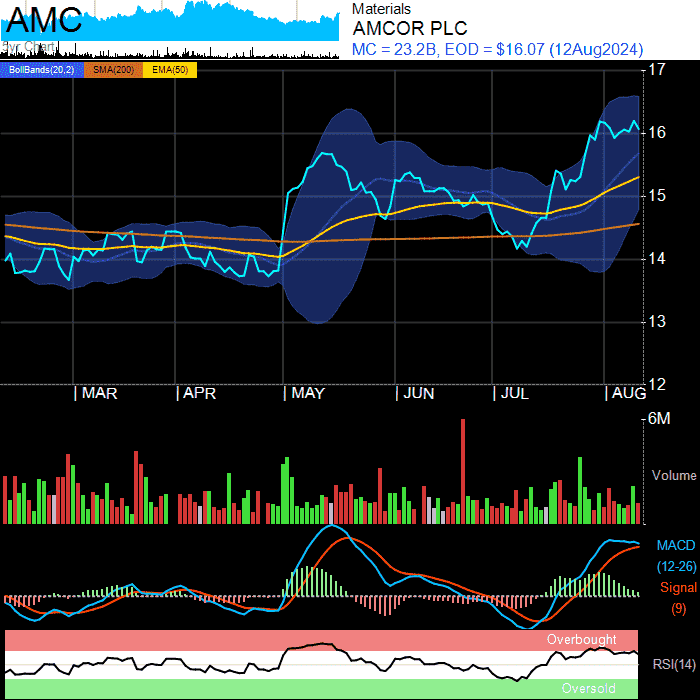 AMC
5yr Chart
Materials
AMCOR PLC
MC = 23.2B, EOD = $16.07 (12Aug2024)
BollBands(20,2) SMA(200) EMA(50)
17
16
15
14
13
12
| MAR | APR | MAY | JUN | JUL | AUG
6M
Volume
MACD
(12-26)
Signal
(9)
Overbought
RSI(14)
Oversold